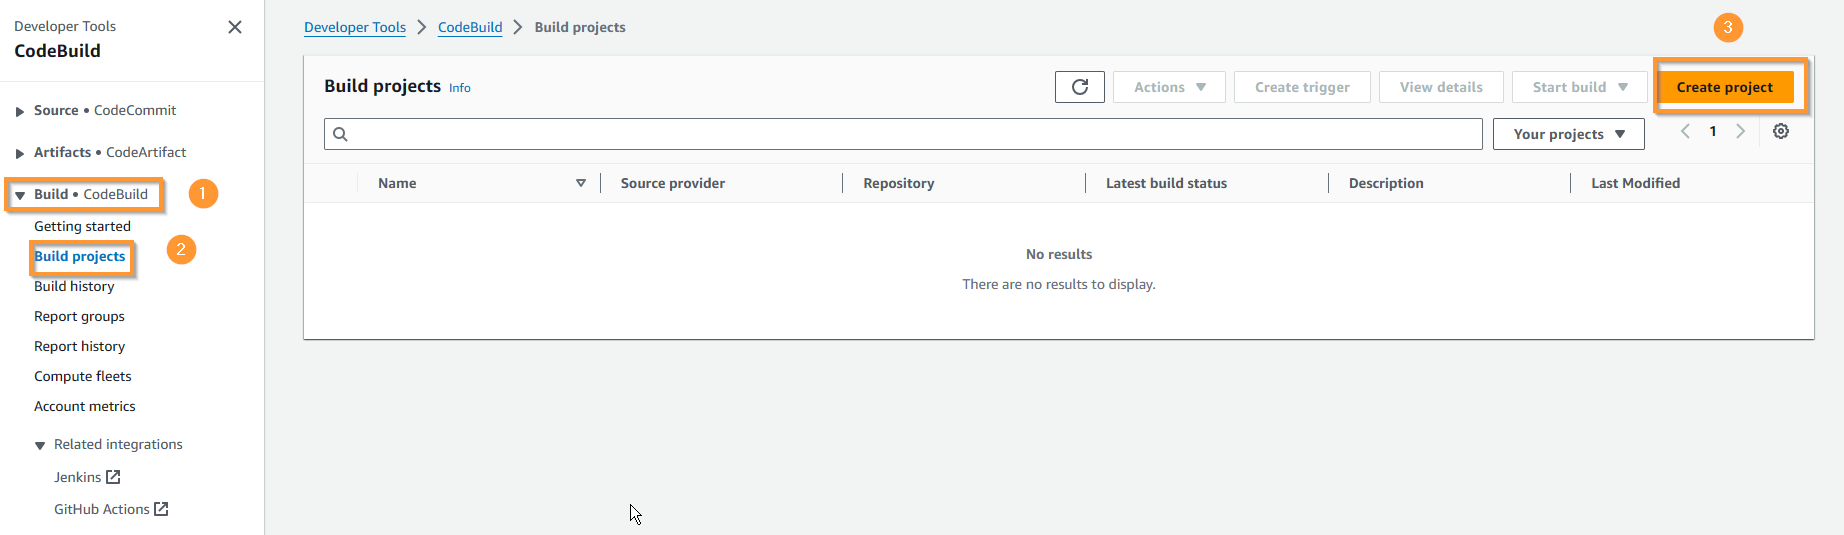 Developer Tools
CodeBuild
Source • CodeCommit
Artifacts • CodeArtifact
Build • CodeBuild
1
Getting started
Build projects
2
Build history
Report groups
Report history
Compute fleets
Account metrics
Related integrations
Jenkins
GitHub Actions
Developer Tools
CodeBuild
Build projects
3
Build projects Info
Actions
Create trigger
View details
Start build
Create project
Your projects
1
Name
Source provider
Repository
Latest build status
Description
Last Modified
No results
There are no results to display.